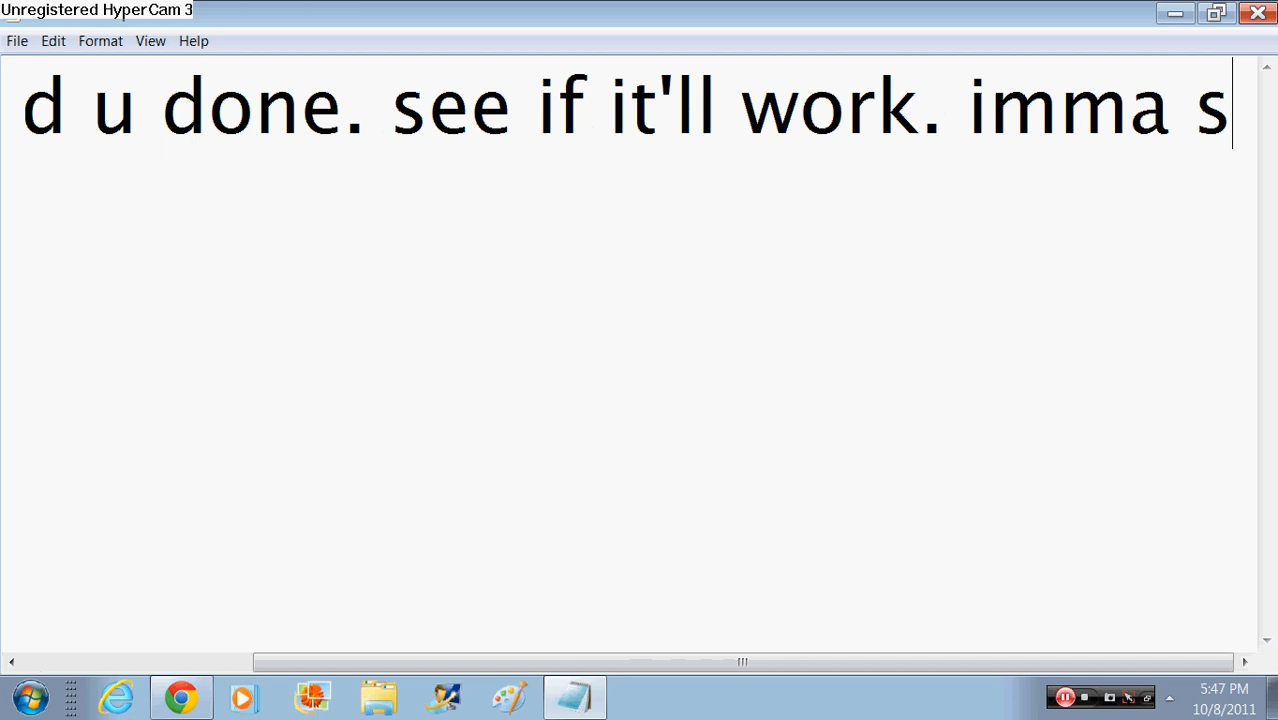 Unregistered HyperCam 3
File Edit Format View Help
d u done. see if it'll work. imma s
5:47 PM
10/8/2011